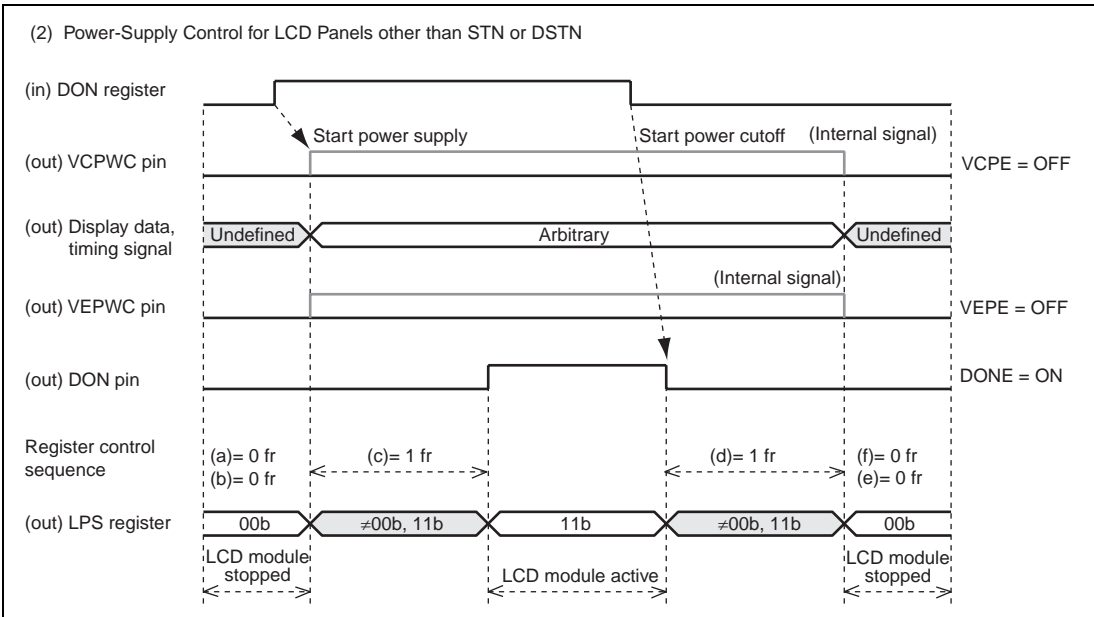 (2) Power-Supply Control for LCD Panels other than STN or DSTN
(in) DON register
Start power supply
Start power cutoff
(Internal signal)
(out) VCPWC pin
VCPE = OFF
(out) Display data,
timing signal
Undefined
Arbitrary
Undefined
(Internal signal)
(out) VEPWC pin
VEPE = OFF
(out) DON pin
DONE = ON
Register control
sequence
(a)= 0 fr
(b)= 0 fr
(c)= 1 fr
(d)= 1 fr
(f)= 0 fr
(e)= 0 fr
(out) LPS register
00b
≠00b, 11b
11b
≠00b, 11b
00b
LCD module
stopped
LCD module active
LCD module
stopped